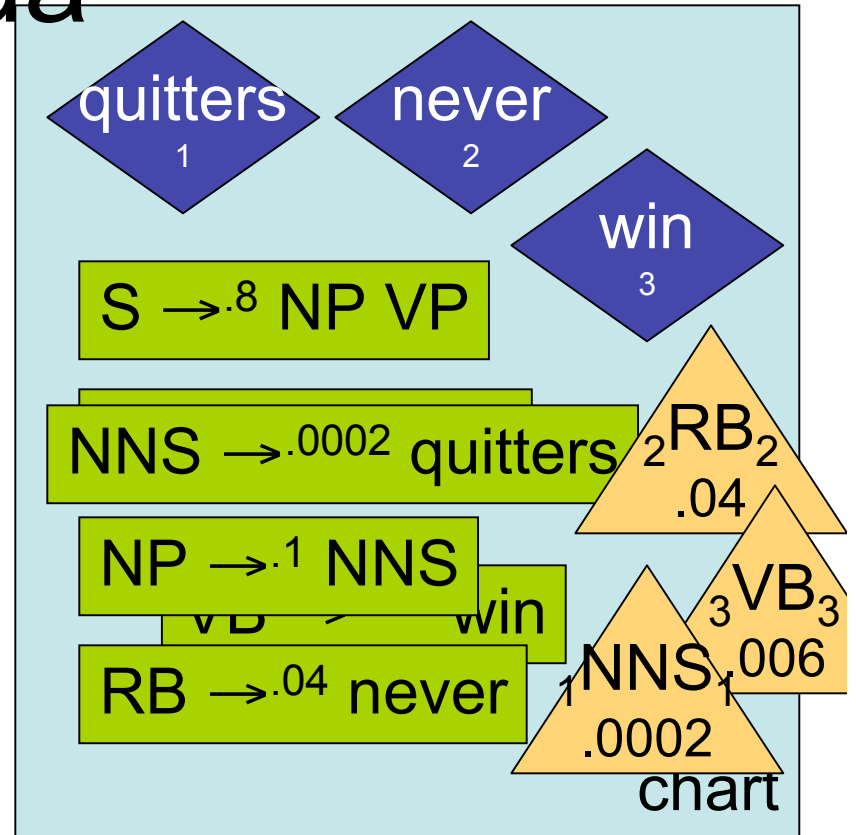 quitters
1
never
2
win
3
S → .8 NP VP
NNS → .0002 quitters
2RB2
.04
NP → .1 NNS
3VB3
.006
VB win
1NNS1
.0002
RB → .04 never
chart